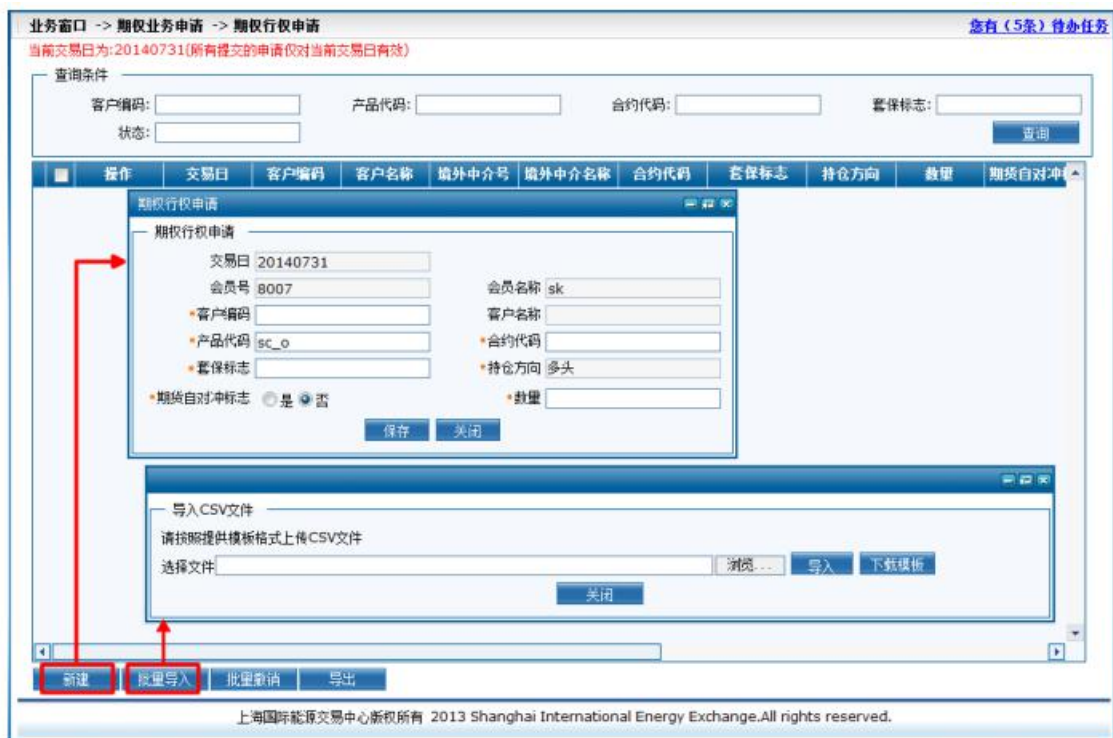 业务窗口 -> 期权业务申请 -> 期权行权申请 您有（5条）待办任务
当前交易日为:20140731(所有提交的申请仅对当前交易日有效)
查询条件
客户编码: 产品代码: 合约代码: 套保标志:
状态: 查询
操作 交易日 客户编码 客户名称 境外中介号 境外中介名称 合约代码 套保标志 持仓方向 数量 期货自对冲
期权行权申请
期权行权申请
交易日 20140731
会员号 8007 会员名称 sk
*客户编码 客户名称
*产品代码 sc_o *合约代码
*套保标志 *持仓方向 多头
*期货自对冲标志 是 否 *数量
保存 关闭
导入CSV文件
请按照提供模板格式上传CSV文件
选择文件 浏览... 导入 下载模板
关闭
新建 批量导入 批量撤销 导出
上海国际能源交易中心版权所有 2013 Shanghai International Energy Exchange.All rights reserved.